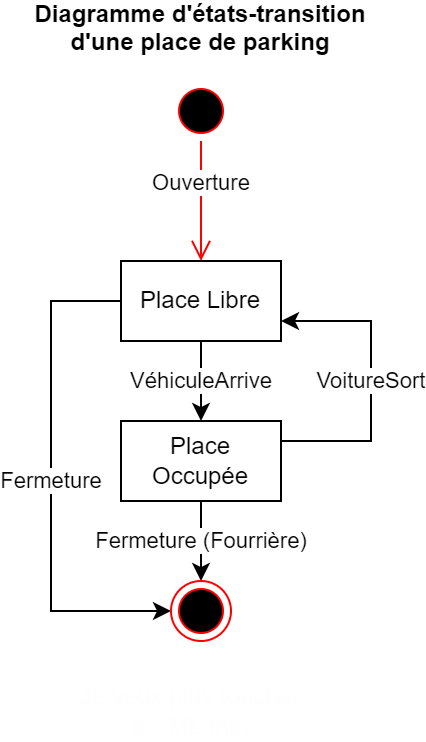 Diagramme d'états-transition
d'une place de parking
Ouverture
Place Libre
VéhiculeArrive
VoitureSort
Place
Occupée
Fermeture
Fermeture (Fourrière)